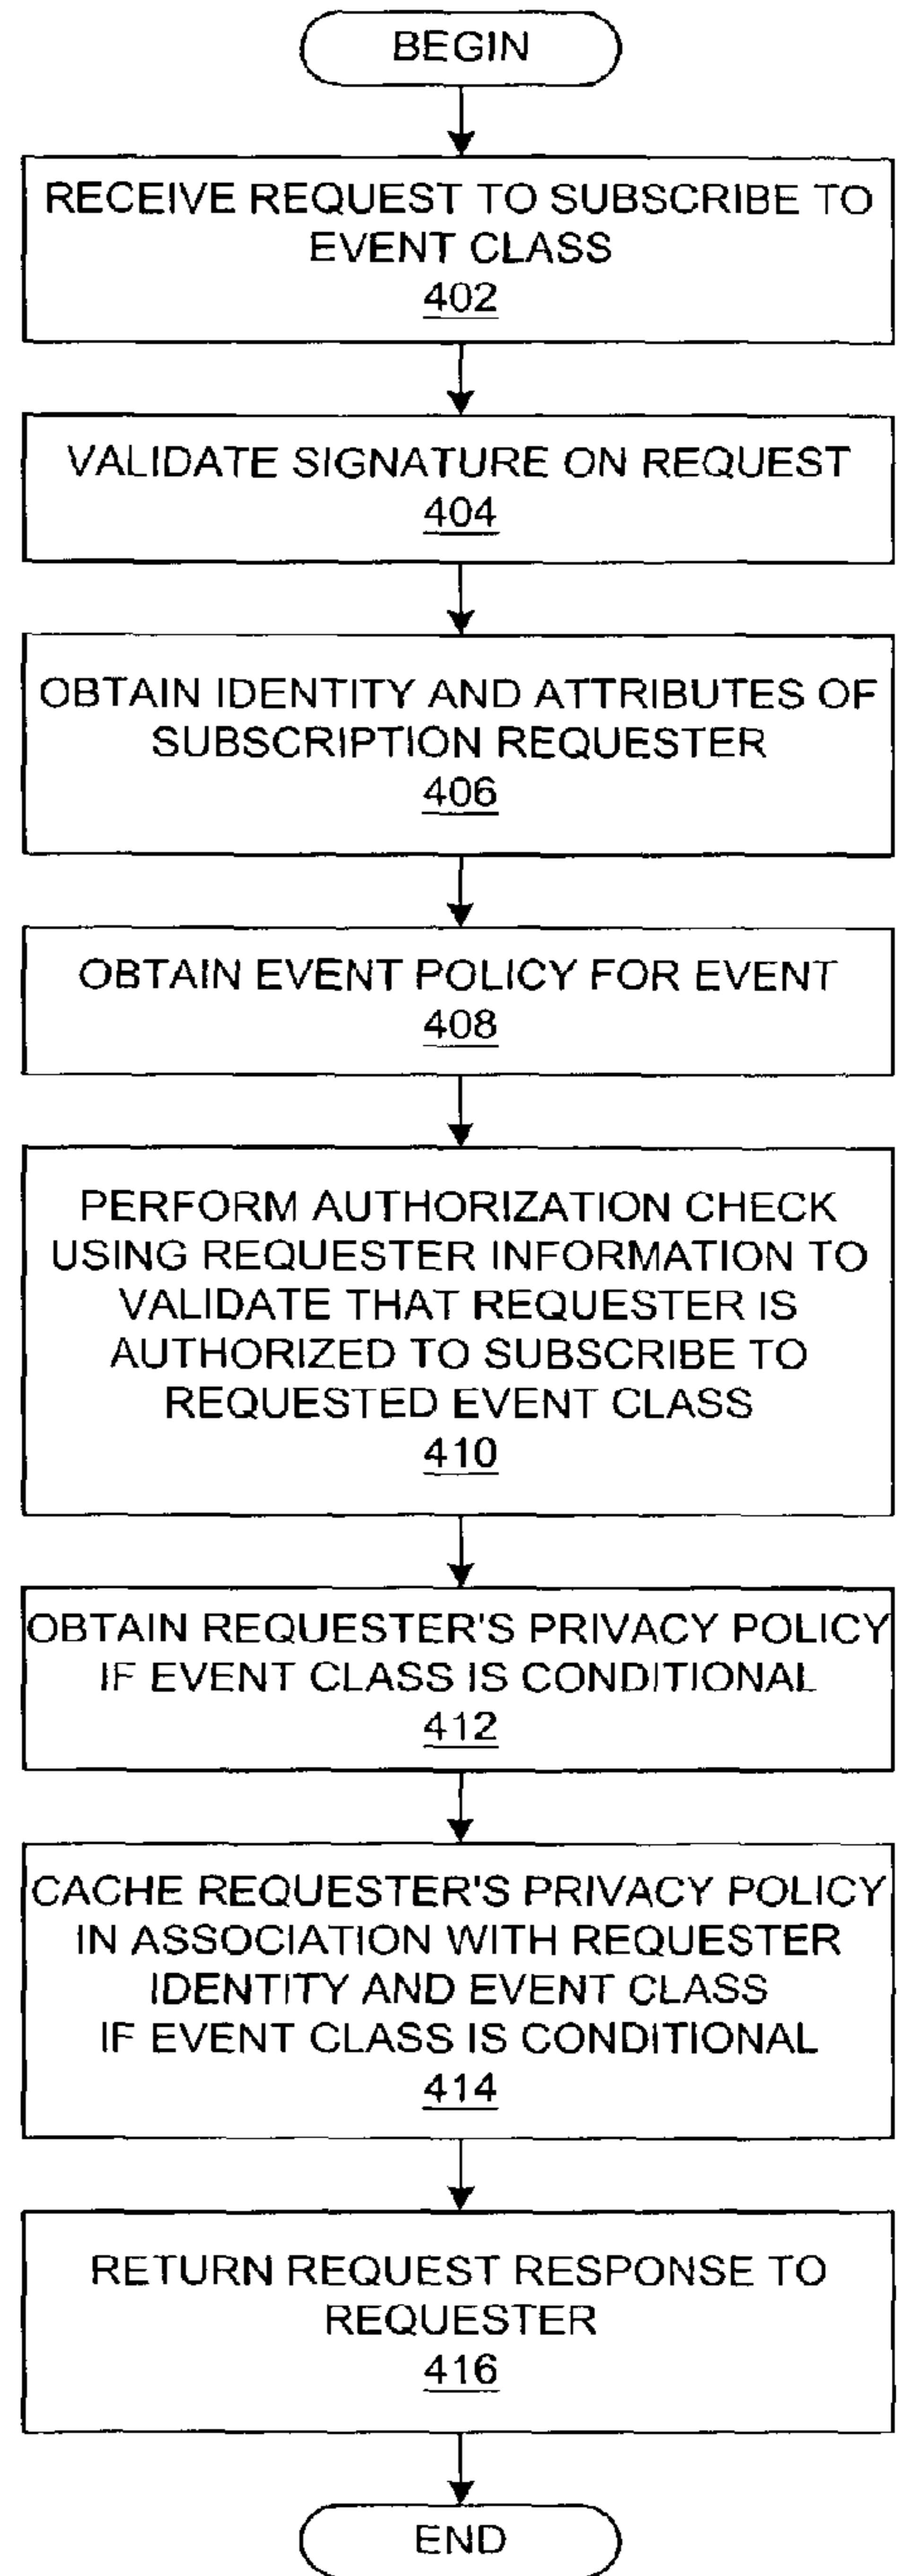 BEGIN
RECEIVE REQUEST TO SUBSCRIBE TO
EVENT CLASS
402
VALIDATE SIGNATURE ON REQUEST
404
OBTAIN IDENTITY AND ATTRIBUTES OF
SUBSCRIPTION REQUESTER
406
OBTAIN EVENT POLICY FOR EVENT
408
PERFORM AUTHORIZATION CHECK
USING REQUESTER INFORMATION TO
VALIDATE THAT REQUESTER IS
AUTHORIZED TO SUBSCRIBE TO
REQUESTED EVENT CLASS
410
OBTAIN REQUESTER'S PRIVACY POLICY
IF EVENT CLASS IS CONDITIONAL
412
CACHE REQUESTER'S PRIVACY POLICY
IN ASSOCIATION WITH REQUESTER
IDENTITY AND EVENT CLASS
IF EVENT CLASS IS CONDITIONAL
414
RETURN REQUEST RESPONSE TO
REQUESTER
416
END